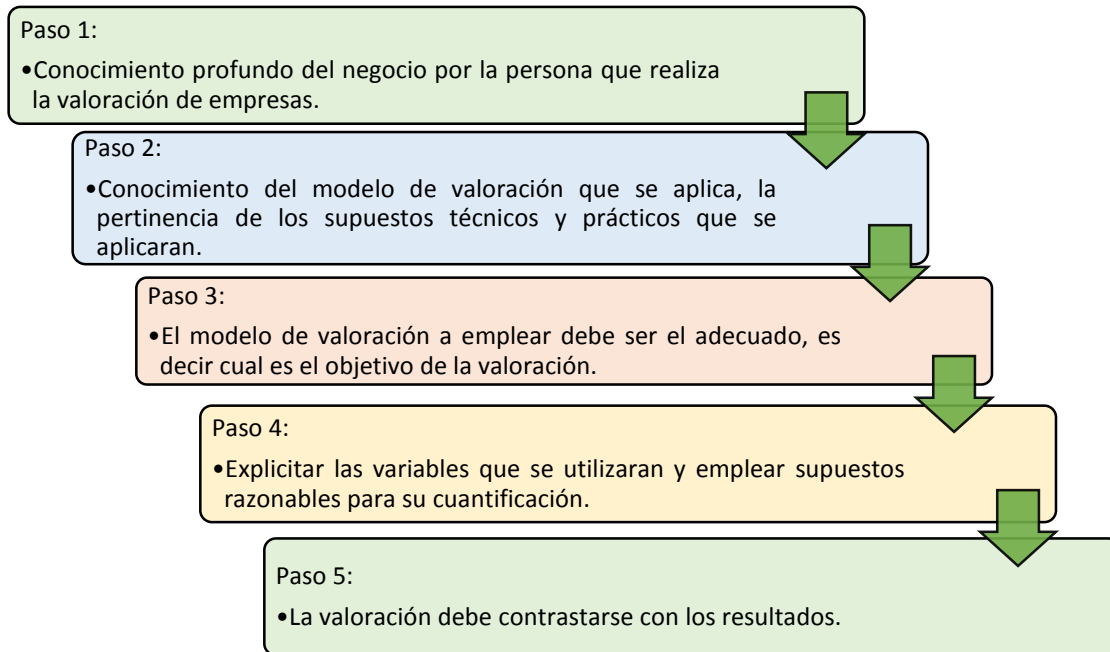 Paso 1:
•Conocimiento profundo del negocio por la persona que realiza
la valoración de empresas.
Paso 2:
•Conocimiento del modelo de valoración que se aplica, la
pertinencia de los supuestos técnicos y prácticos que se
aplicaran.
Paso 3:
•El modelo de valoración a emplear debe ser el adecuado, es
decir cual es el objetivo de la valoración.
Paso 4:
•Explicitar las variables que se utilizaran y emplear supuestos
razonables para su cuantificación.
Paso 5:
•La valoración debe contrastarse con los resultados.